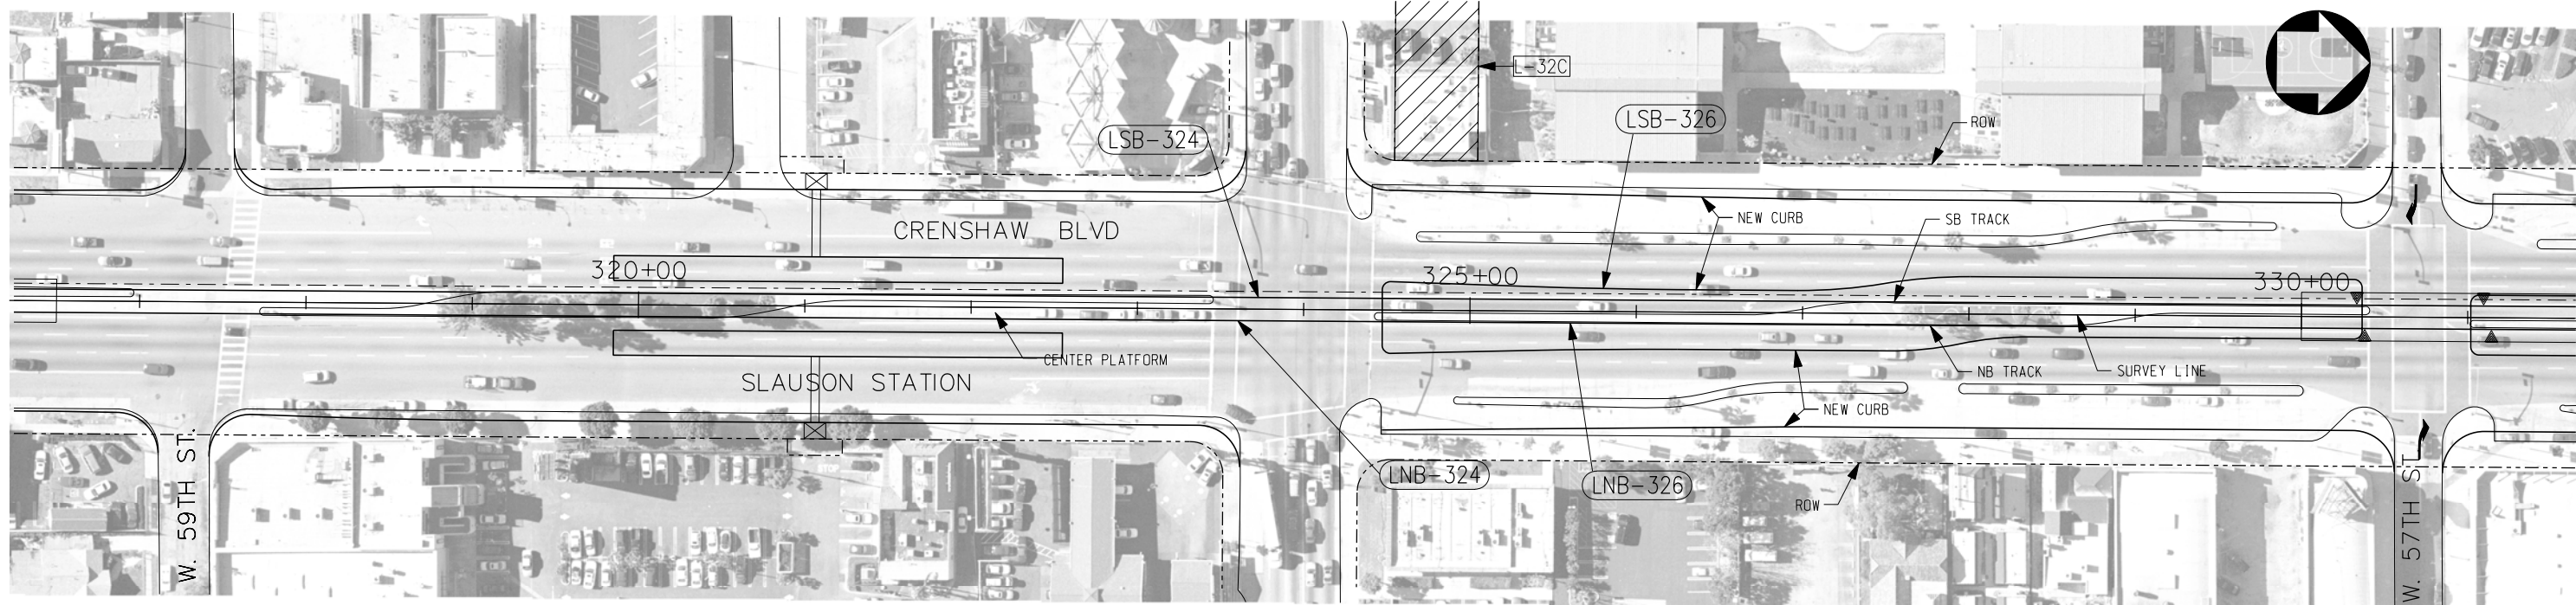 L-32C
LSB-324
LSB-326
ROW
NEW CURB
SB TRACK
CRENSHAW BLVD
320+00
325+00
330+00
CENTER PLATFORM
SLAUSON STATION
NB TRACK
SURVEY LINE
NEW CURB
W. 59TH ST.
LNB-324
LNB-326
ROW
W. 57TH ST.
STOP